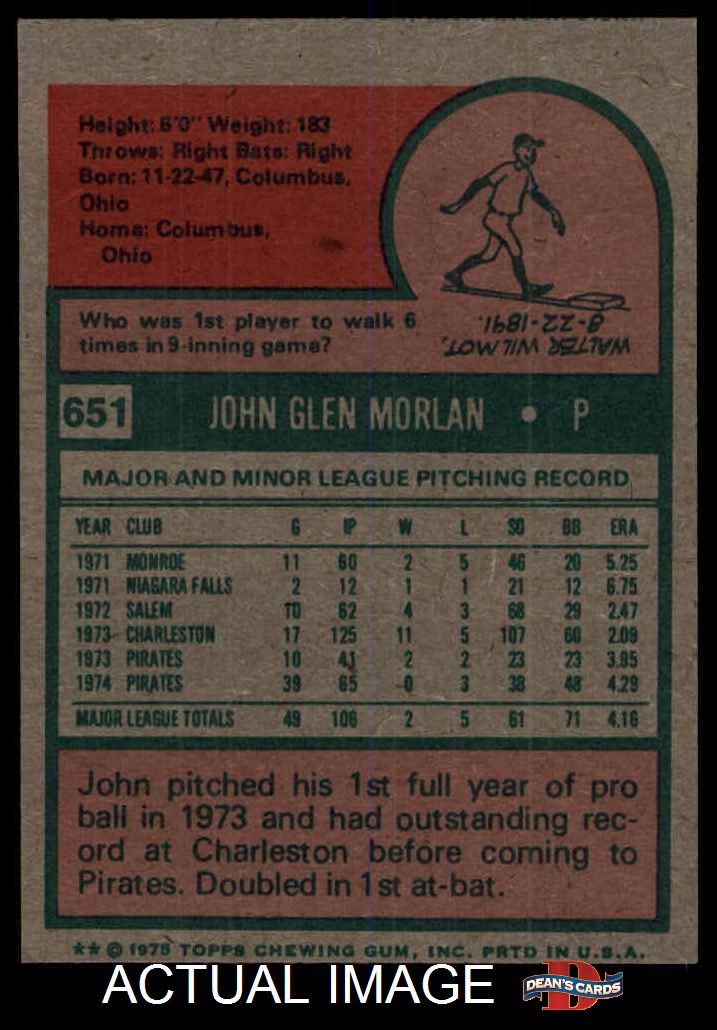 Height: 6'0" Weight: 183
Throws: Right Bats: Right
Born: 11-22-47, Columbus,
Ohio
Home: Columbus,
Ohio
Who was 1st player to walk 6
times in 9-inning game?
WALTER WILMOT,
8-22-1891.
651 JOHN GLEN MORLAN • P
MAJOR AND MINOR LEAGUE PITCHING RECORD
YEAR CLUB G IP W L SO BB ERA
1971 MONROE 11 60 2 5 46 20 5.25
1971 NIAGARA FALLS 2 12 1 1 21 12 6.75
1972 SALEM 10 62 4 3 68 29 2.47
1973 CHARLESTON 17 125 11 5 107 60 2.09
1973 PIRATES 10 41 2 2 23 23 3.95
1974 PIRATES 39 65 0 3 38 48 4.29
MAJOR LEAGUE TOTALS 49 106 2 5 61 71 4.16
John pitched his 1st full year of pro
ball in 1973 and had outstanding rec-
ord at Charleston before coming to
Pirates. Doubled in 1st at-bat.
** © 1975 TOPPS CHEWING GUM, INC. PRTD IN U.S.A.
ACTUAL IMAGE
D
DEAN'S CARDS